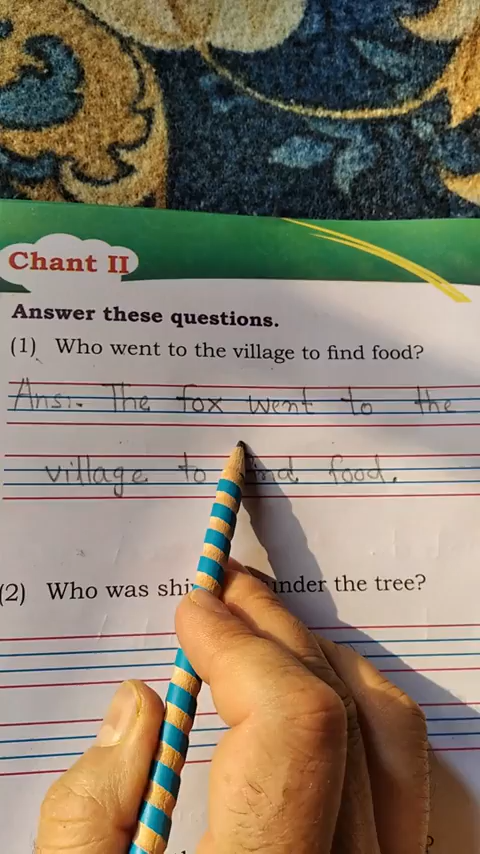 Chant II
Answer these questions.
(1) Who went to the village to find food?
Ans:- The fox went to the
village to find food.
(2) Who was under the tree?